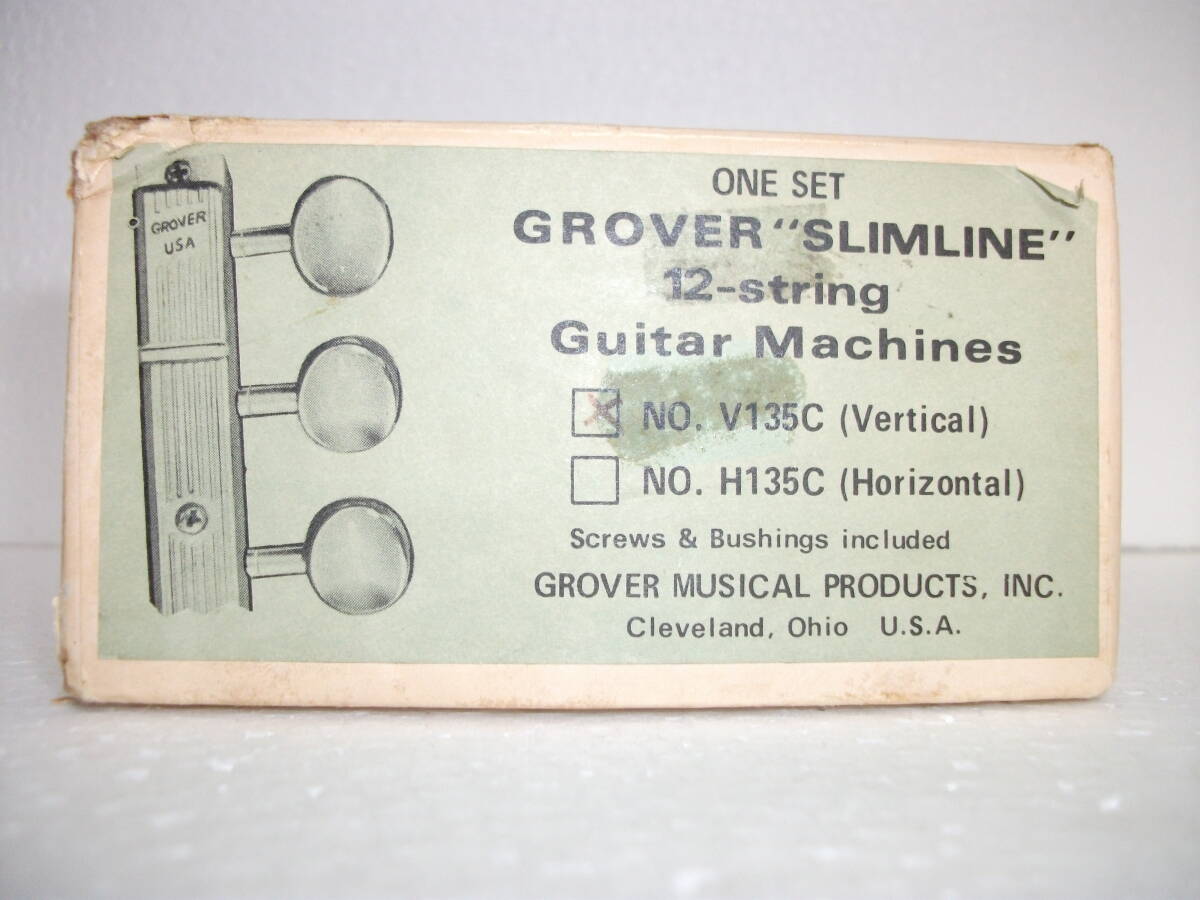 GROVER
USA
ONE SET
GROVER "SLIMLINE"
12-string
Guitar Machines
NO. V135C (Vertical)
NO. H135C (Horizontal)
Screws & Bushings included
GROVER MUSICAL PRODUCTS, INC.
Cleveland, Ohio U.S.A.